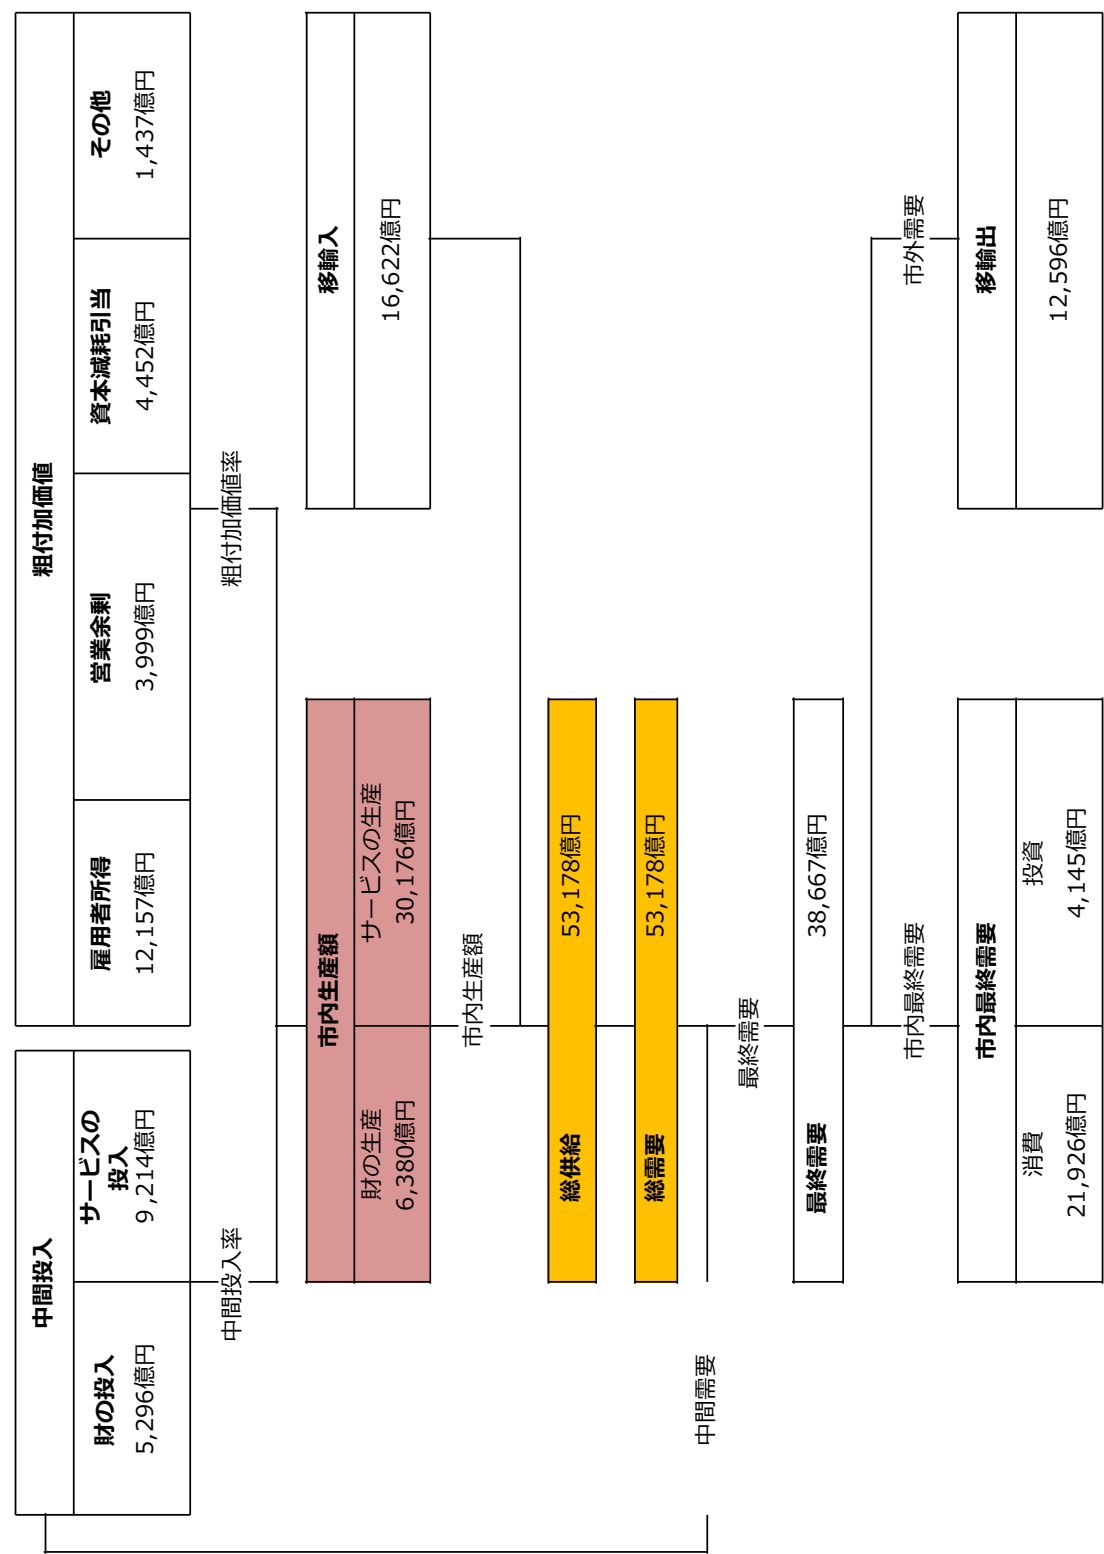 中間投入
財の投入
5,296億円
サービスの
投入
9,214億円
粗付加価値
雇用者所得
12,157億円
営業余剰
3,999億円
資本減耗引当
4,452億円
その他
1,437億円
中間投入率
粗付加価値率
市内生産額
財の生産
6,380億円
サービスの生産
30,176億円
移輸入
16,622億円
市内生産額
総供給
53,178億円
総需要
53,178億円
中間需要
最終需要
最終需要
38,667億円
市内最終需要
市外需要
市内最終需要
消費
21,926億円
投資
4,145億円
移輸出
12,596億円